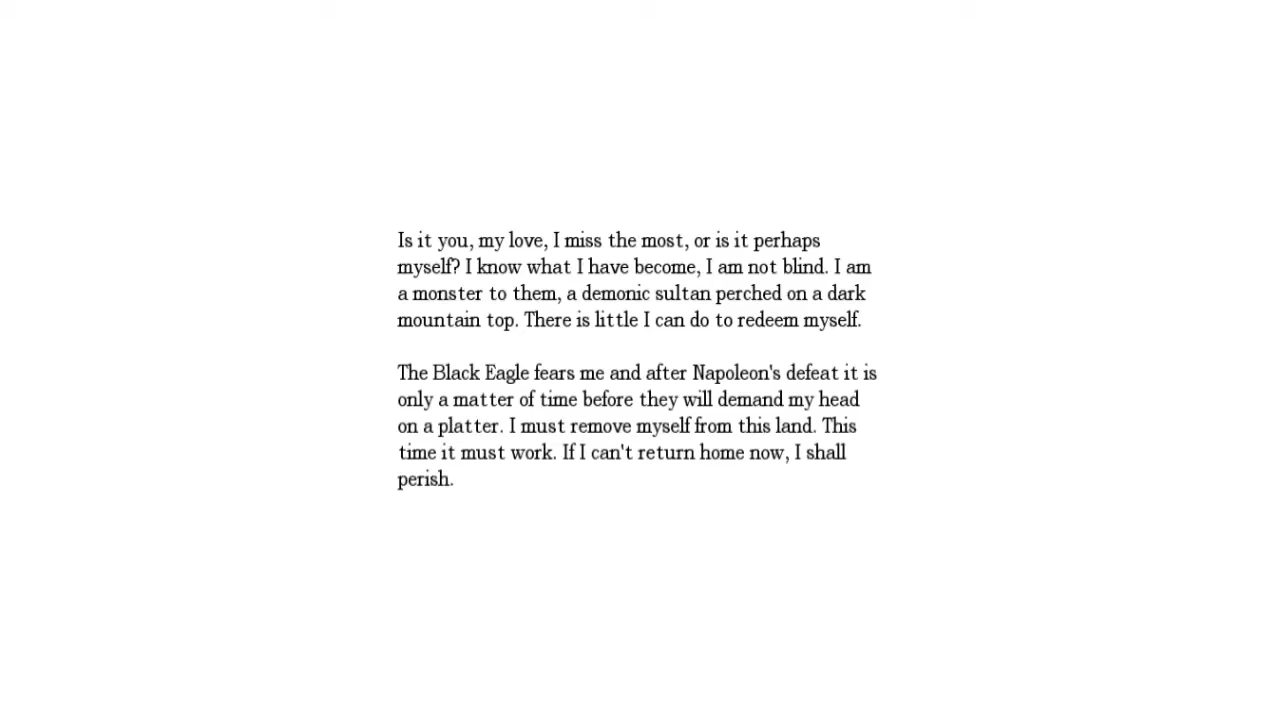 Is it you, my love, I miss the most, or is it perhaps
myself? I know what I have become, I am not blind. I am
a monster to them, a demonic sultan perched on a dark
mountain top. There is little I can do to redeem myself.
The Black Eagle fears me and after Napoleon's defeat it is
only a matter of time before they will demand my head
on a platter. I must remove myself from this land. This
time it must work. If I can't return home now, I shall
perish.